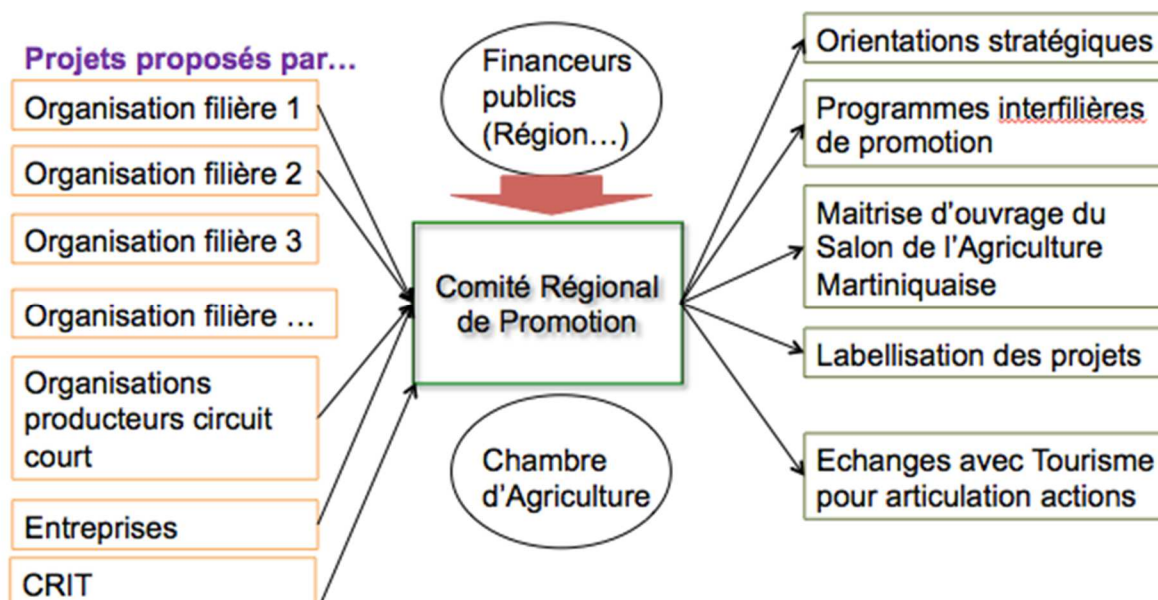 Projets proposés par...
Organisation filière 1
Organisation filière 2
Organisation filière 3
Organisation filière ...
Organisations
producteurs circuit
court
Entreprises
CRIT
Financeurs
publics
(Région...)
Comité Régional
de Promotion
Chambre
d'Agriculture
Orientations stratégiques
Programmes interfilières
de promotion
Maitrise d'ouvrage du
Salon de l'Agriculture
Martiniquaise
Labellisation des projets
Echanges avec Tourisme
pour articulation actions